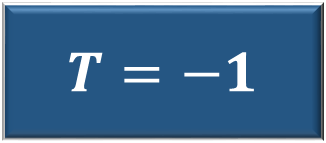 T = −1